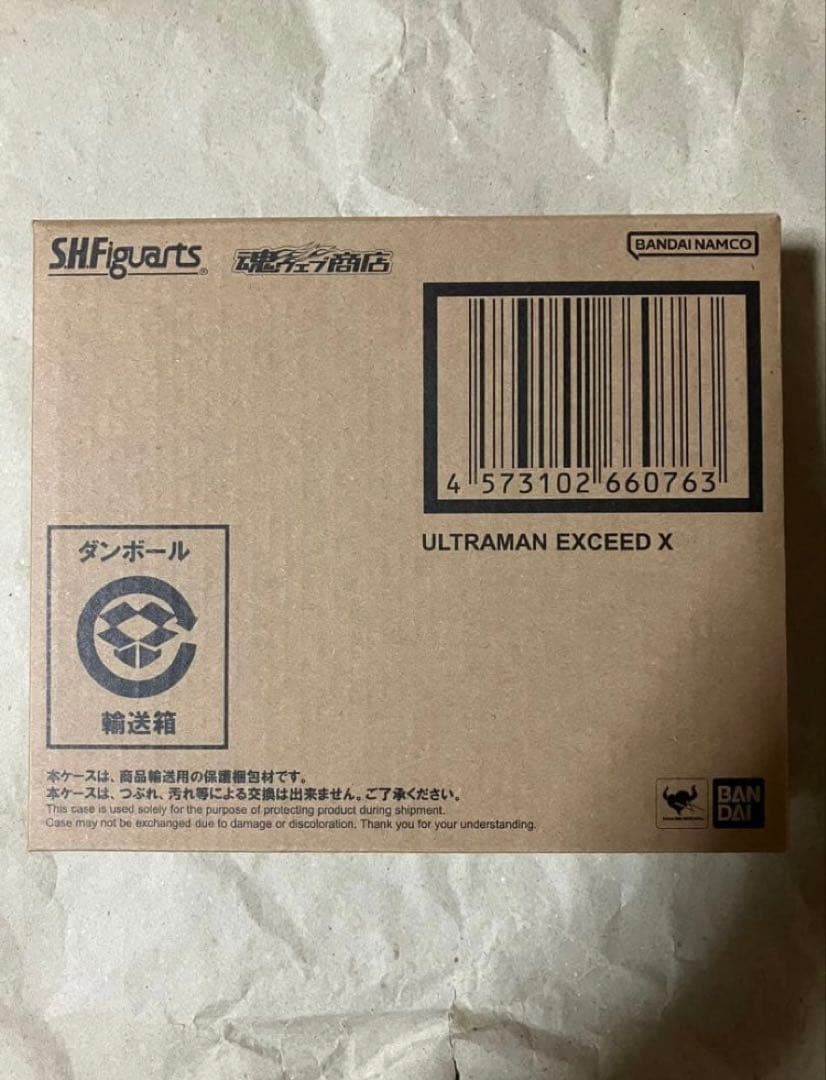 S.H.Figuarts®
魂ウェブ商店
BANDAI NAMCO
4 573102 660763
ULTRAMAN EXCEED X
ダンボール
輸送箱
本ケースは、商品輸送用の保護梱包材です。
本ケースは、つぶれ、汚れ等による交換は出来ません。ご了承ください。
This case is used solely for the purpose of protecting product during shipment.
Case may not be exchanged due to damage or discoloration. Thank you for your understanding.
BAN
DAI